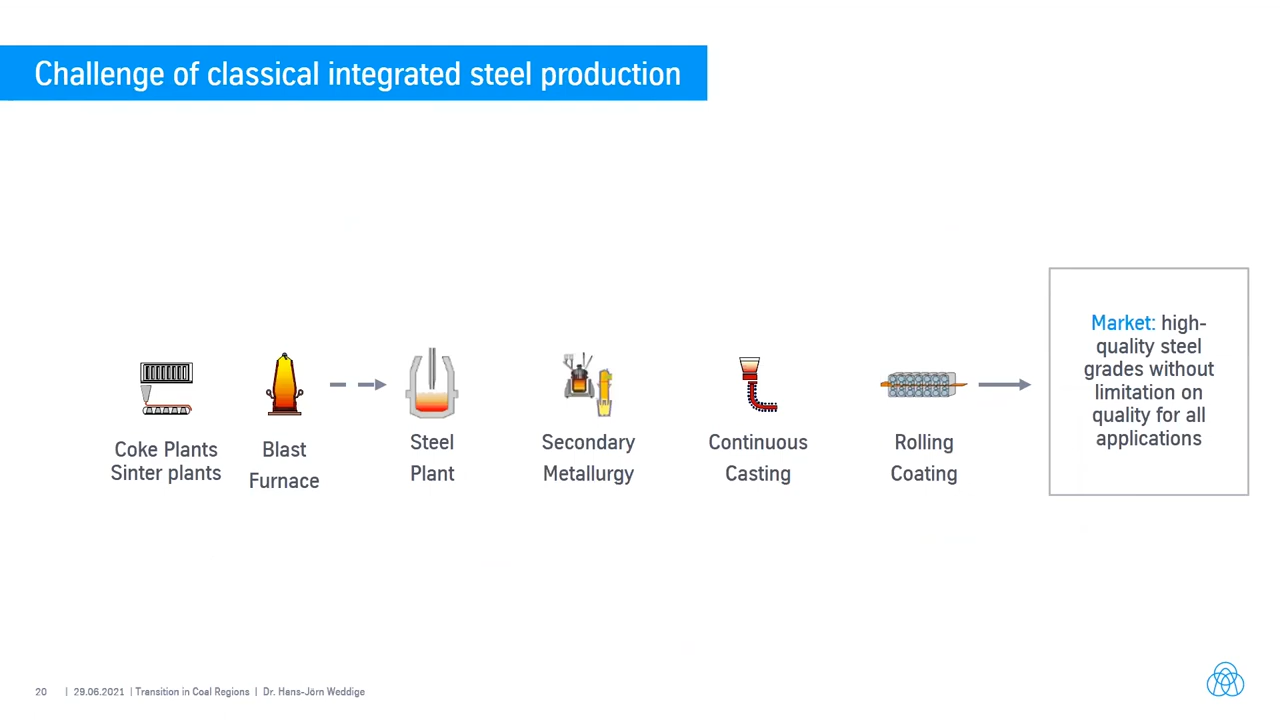 Challenge of classical integrated steel production
Coke Plants
Sinter plants
Blast
Furnace
Steel
Plant
Secondary
Metallurgy
Continuous
Casting
Rolling
Coating
Market: high-
quality steel
grades without
limitation on
quality for all
applications
20 | 29.06.2021 | Transition in Coal Regions | Dr. Hans-Jörn Weddige